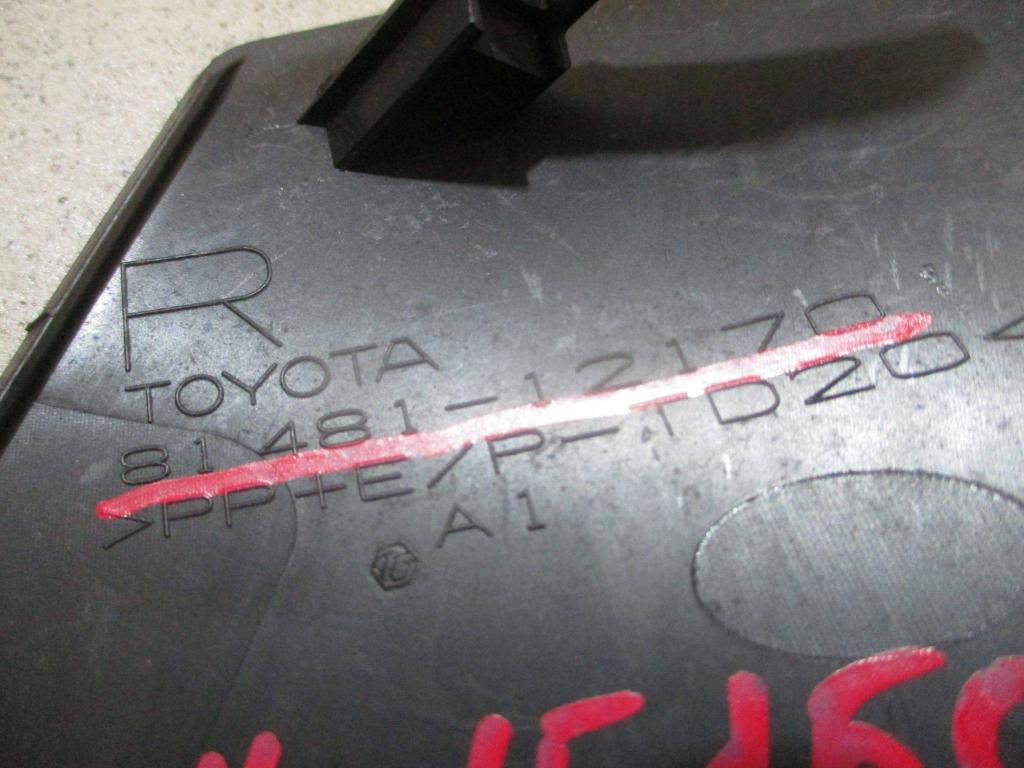 R
TOYOTA
81481-12170
>PP+E/P-TD20
A1